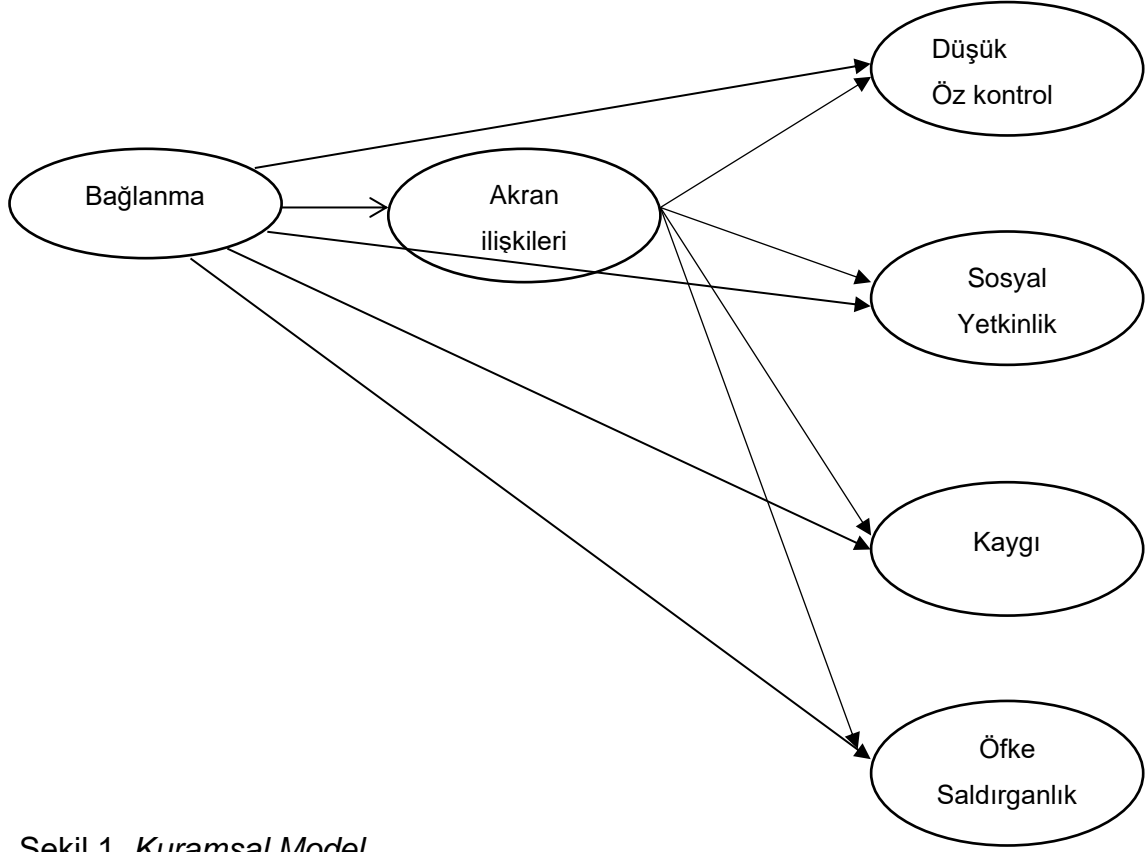 Düşük
Öz kontrol
Bağlanma
Akran
ilişkileri
Sosyal
Yetkinlik
Kaygı
Öfke
Saldırganlık
Şekil 1. Kuramsal Model